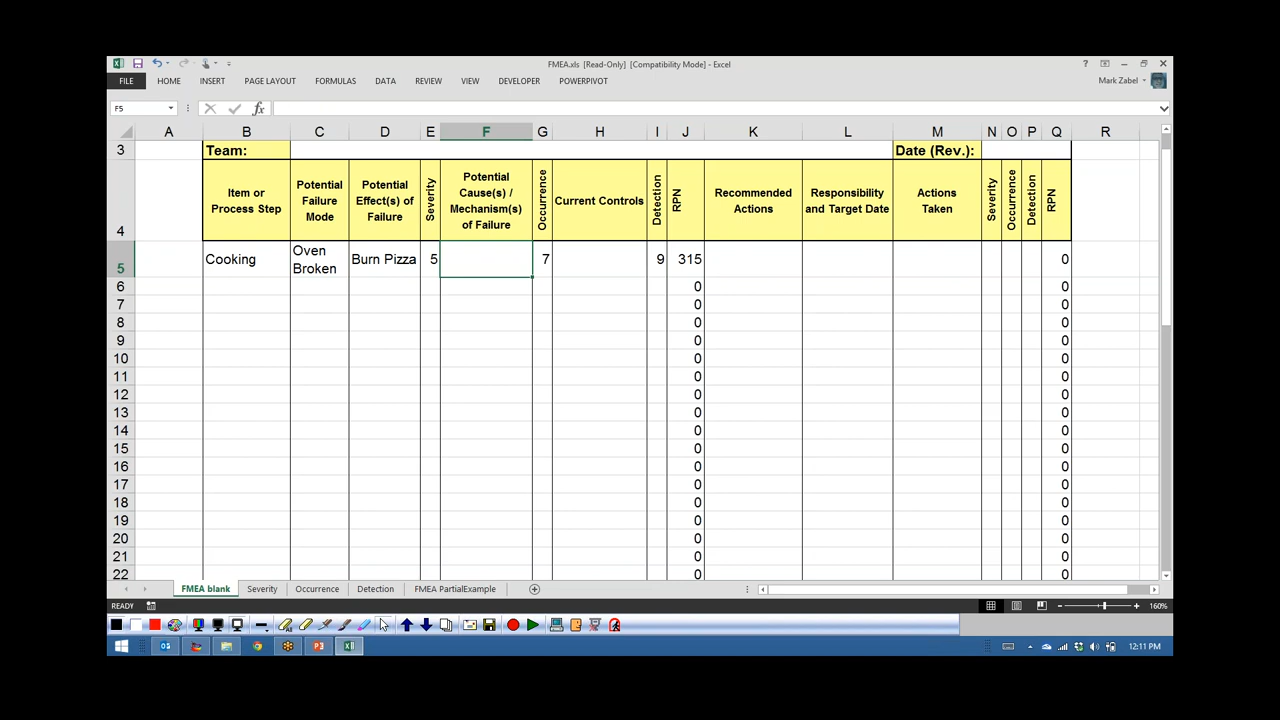 FMEA.xls [Read-Only] [Compatibility Mode] - Excel
?
FILE HOME INSERT PAGE LAYOUT FORMULAS DATA REVIEW VIEW DEVELOPER POWERPIVOT Mark Zabel
F5 fx
A B C D E F G H I J K L M N O P Q R
3 Team: Date (Rev.):
4
Item or
Process Step
Potential
Failure
Mode
Potential
Effect(s) of
Failure
Severity
Potential
Cause(s) /
Mechanism(s)
of Failure
Occurrence
Current Controls
Detection
RPN
Recommended
Actions
Responsibility
and Target Date
Actions
Taken
Severity
Occurrence
Detection
RPN
5 Cooking Oven
Broken Burn Pizza 5 7 9 315 0
6 0 0
7 0 0
8 0 0
9 0 0
10 0 0
11 0 0
12 0 0
13 0 0
14 0 0
15 0 0
16 0 0
17 0 0
18 0 0
19 0 0
20 0 0
21 0 0
22 0 0
FMEA blank Severity Occurrence Detection FMEA PartialExample
READY 160%
12:11 PM